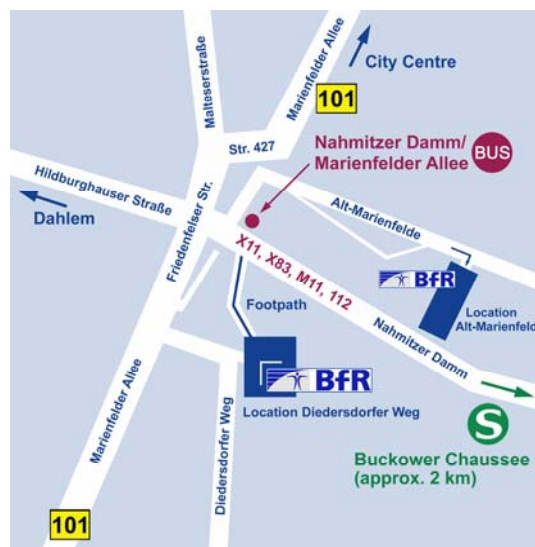 Malteserstraße
Marienfelder Allee
City Centre
101
Str. 427
Nahmitzer Damm/
Marienfelder Allee
BUS
Hildburghauser Straße
Dahlem
Friedenfelser Str.
Alt-Marienfelde
X11, X83, M11, 112
BfR
Footpath
Location
Alt-Marienfeld
Nahmitzer Damm
BfR
Location Diedersdorfer Weg
Marienfelder Allee
Diedersdorfer Weg
S
Buckower Chaussee
(approx. 2 km)
101